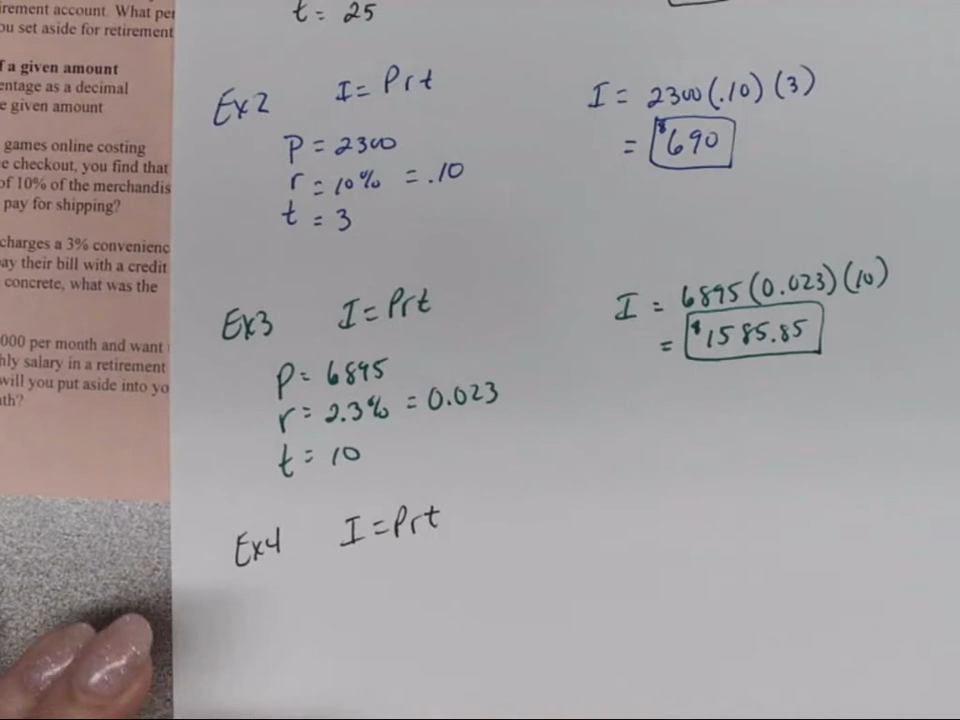 irement account. What per
ou set aside for retirement
f a given amount
entage as a decimal
e given amount
games online costing
e checkout, you find that
of 10% of the merchandis
pay for shipping?
charges a 3% convenienc
ay their bill with a credit
concrete, what was the
000 per month and want
hly salary in a retirement
will you put aside into yo
nth?
t = 25
Ex2 I = Prt
P = 2300
r = 10% = .10
t = 3
I = 2300(.10)(3)
= $690
Ex3 I = Prt
P = 6895
r = 2.3% = 0.023
t = 10
I = 6895(0.023)(10)
= $1585.85
Ex4 I = Prt